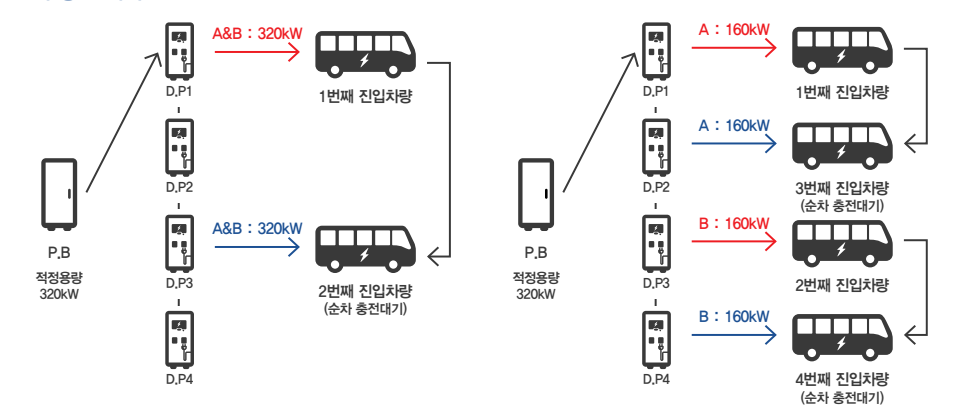 A&B : 320kW
D.P1
1번째 진입차량
D.P2
P.B
적정용량
320kW
A&B : 320kW
D.P3
2번째 진입차량
(순차 충전대기)
D.P4
A : 160kW
D.P1
1번째 진입차량
A : 160kW
D.P2
3번째 진입차량
(순차 충전대기)
P.B
적정용량
320kW
B : 160kW
D.P3
2번째 진입차량
B : 160kW
D.P4
4번째 진입차량
(순차 충전대기)